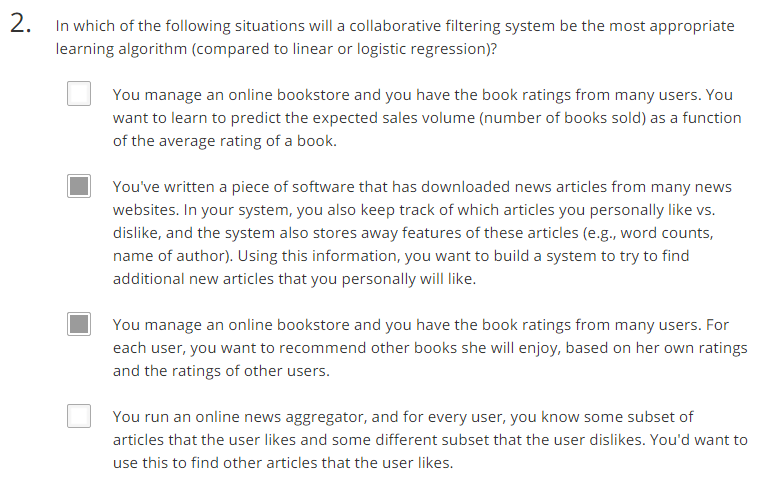 2. In which of the following situations will a collaborative filtering system be the most appropriate
learning algorithm (compared to linear or logistic regression)?
You manage an online bookstore and you have the book ratings from many users. You
want to learn to predict the expected sales volume (number of books sold) as a function
of the average rating of a book.
You've written a piece of software that has downloaded news articles from many news
websites. In your system, you also keep track of which articles you personally like vs.
dislike, and the system also stores away features of these articles (e.g., word counts,
name of author). Using this information, you want to build a system to try to find
additional new articles that you personally will like.
You manage an online bookstore and you have the book ratings from many users. For
each user, you want to recommend other books she will enjoy, based on her own ratings
and the ratings of other users.
You run an online news aggregator, and for every user, you know some subset of
articles that the user likes and some different subset that the user dislikes. You'd want to
use this to find other articles that the user likes.